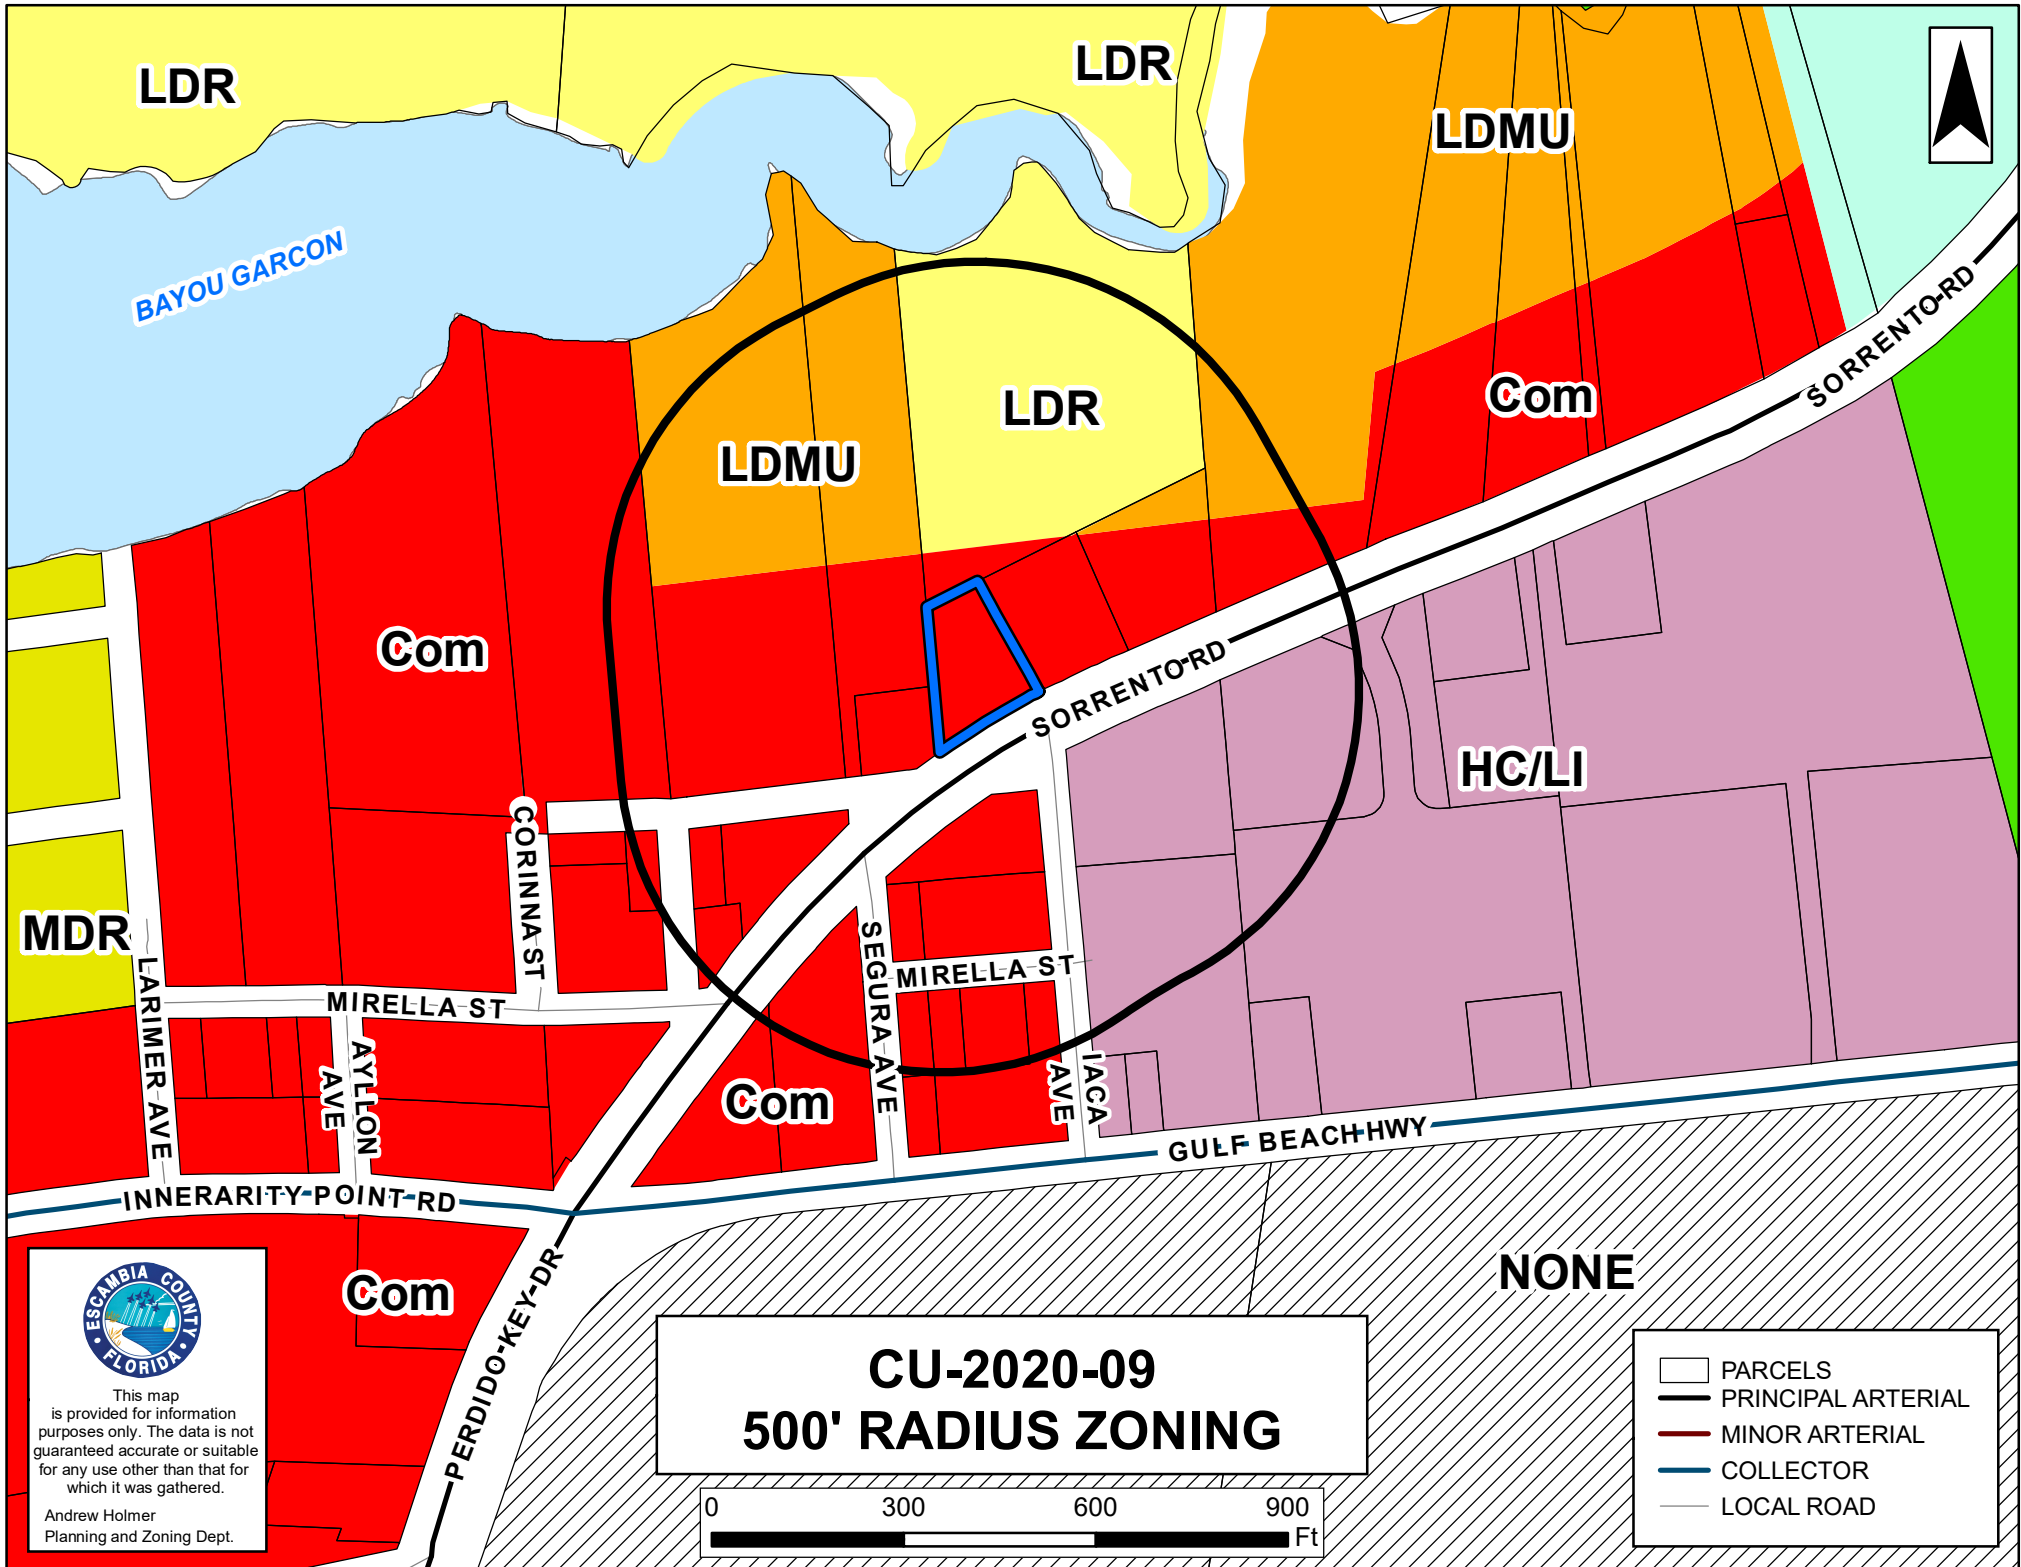 LDR
LDR
LDMU
BAYOU GARCON
SORRENTO RD
LDR
Com
LDMU
Com
SORRENTO RD
HC/LI
CORINNA ST
MDR
SEGURA AVE
MIRELLA ST
MIRELLA ST
LARIMER AVE
AYLLON
AVE
IACA
AVE
Com
GULF BEACH HWY
INNERARITY POINT RD
NONE
Com
PERDIDO KEY DR
ESCAMBIA COUNTY
FLORIDA
This map
is provided for information
purposes only. The data is not
guaranteed accurate or suitable
for any use other than that for
which it was gathered.
Andrew Holmer
Planning and Zoning Dept.
CU-2020-09
500' RADIUS ZONING
0 300 600 900
Ft
PARCELS
PRINCIPAL ARTERIAL
MINOR ARTERIAL
COLLECTOR
LOCAL ROAD